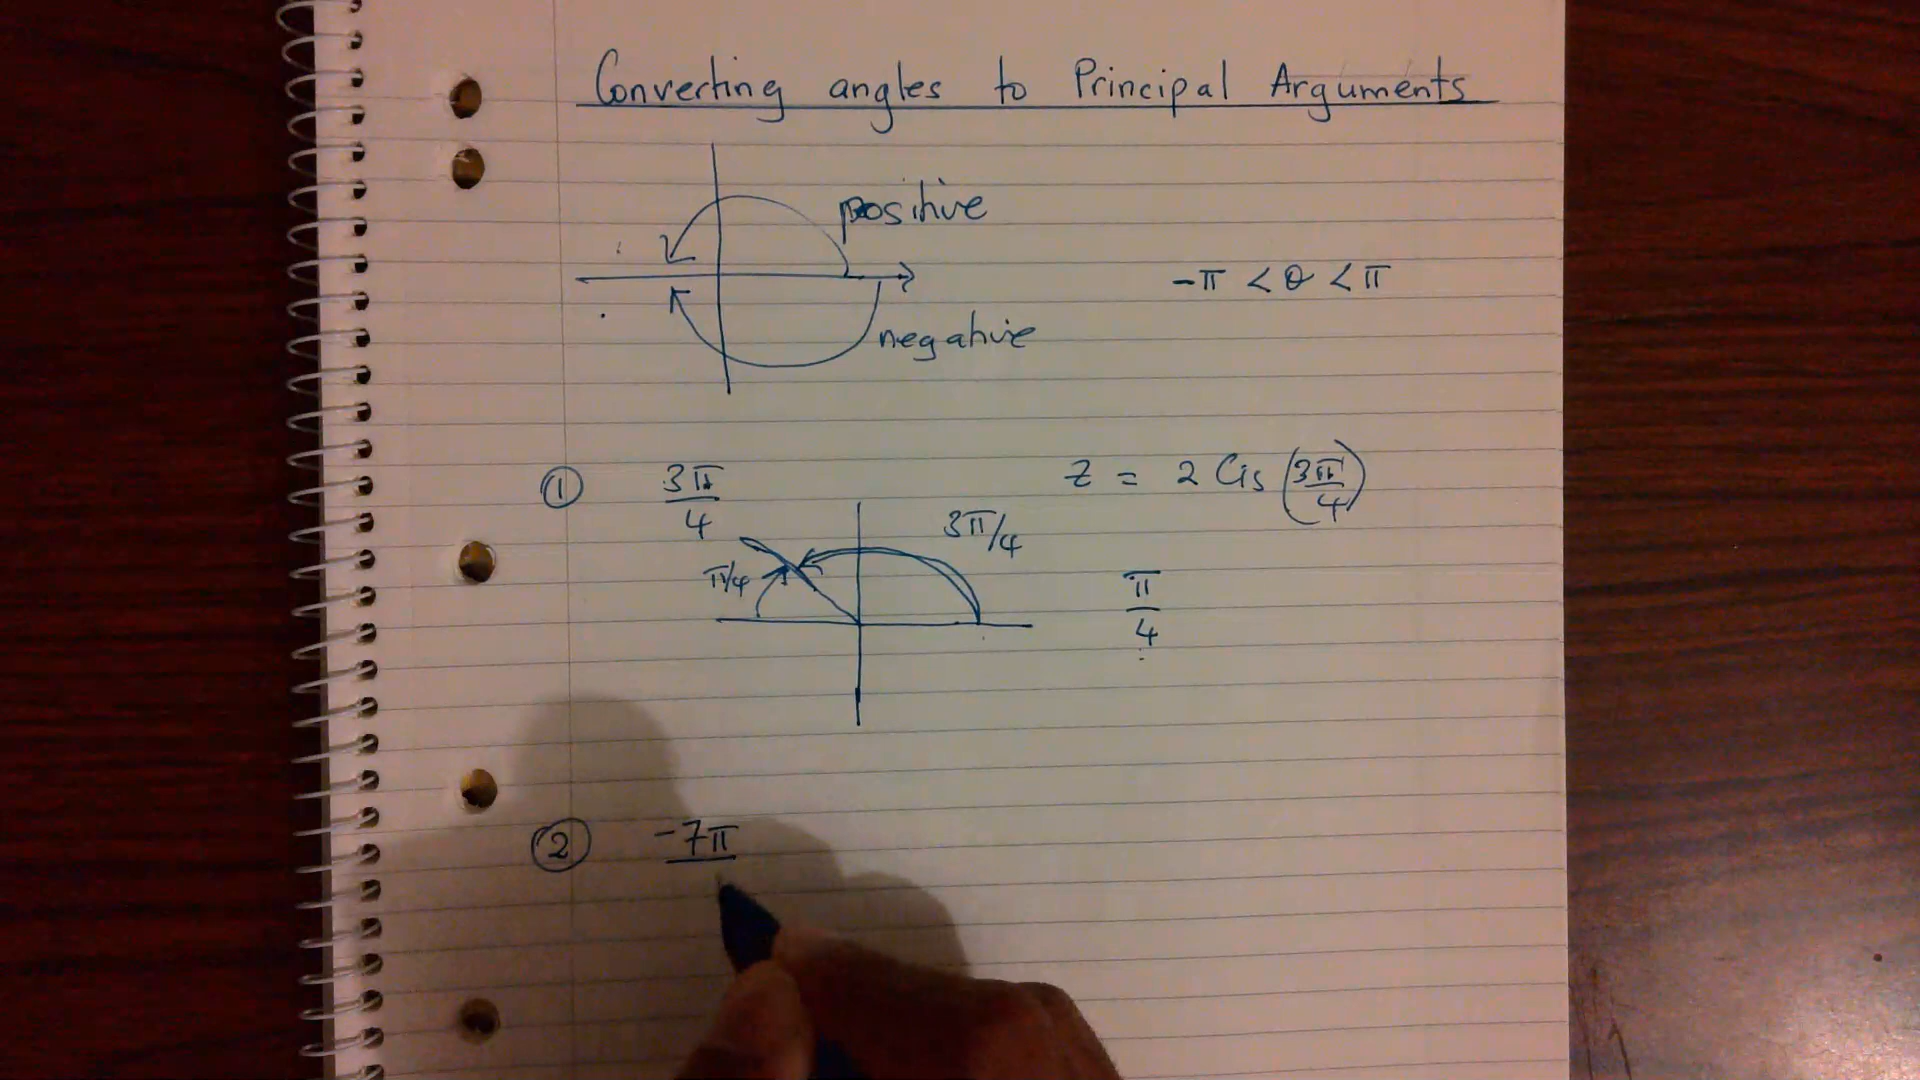 Converting angles to Principal Arguments
positive
-π < θ < π
negative
① 3π/4 z = 2 Cis (3π/4)
3π/4
π/4
π/4
② -7π